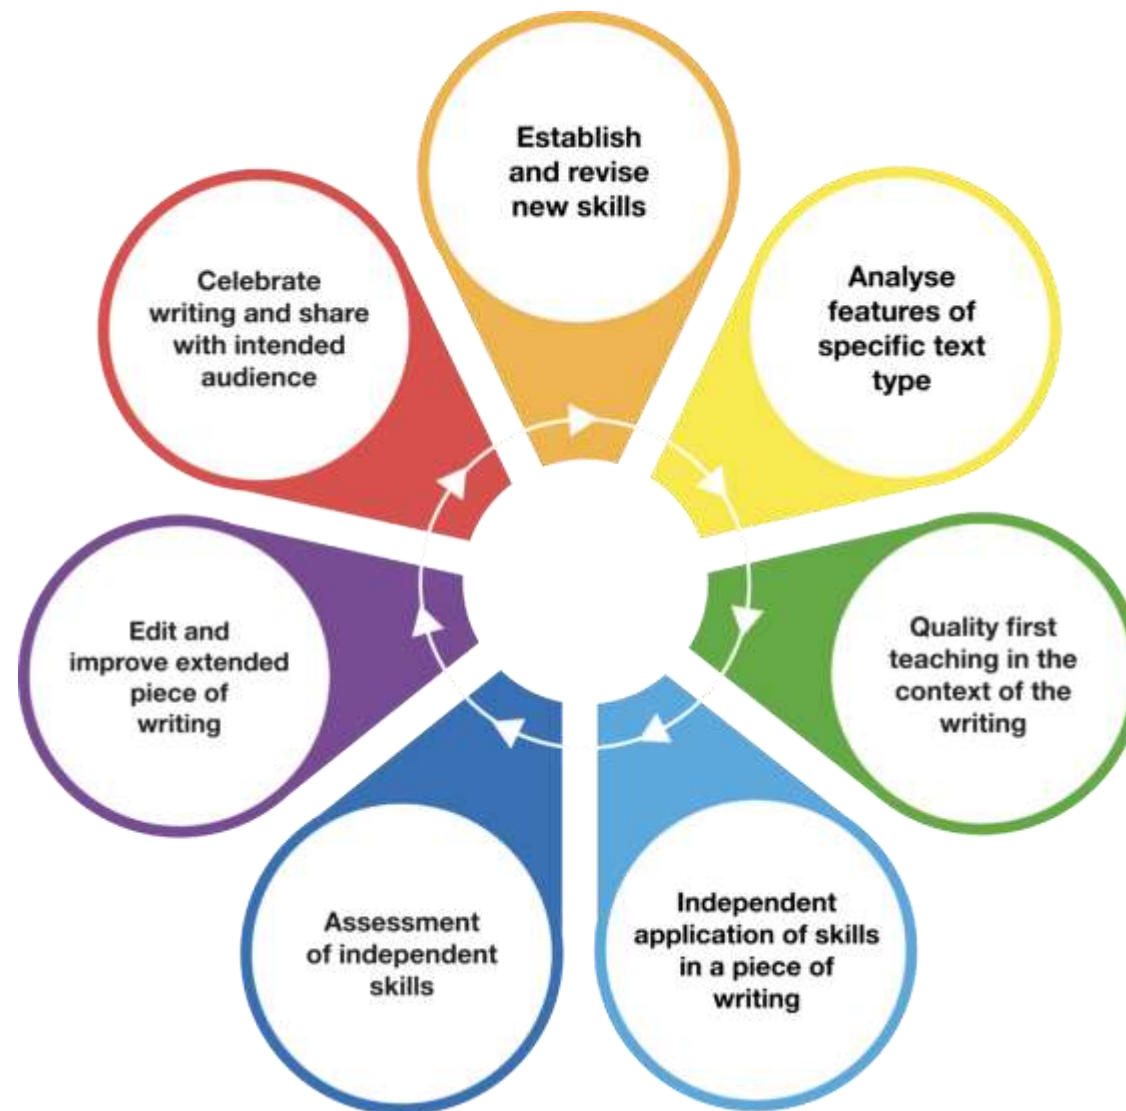 Establish
and revise
new skills
Analyse
features of
specific text
type
Quality first
teaching in the
context of the
writing
Independent
application of skills
in a piece of
writing
Assessment
of independent
skills
Edit and
improve extended
piece of
writing
Celebrate
writing and share
with intended
audience